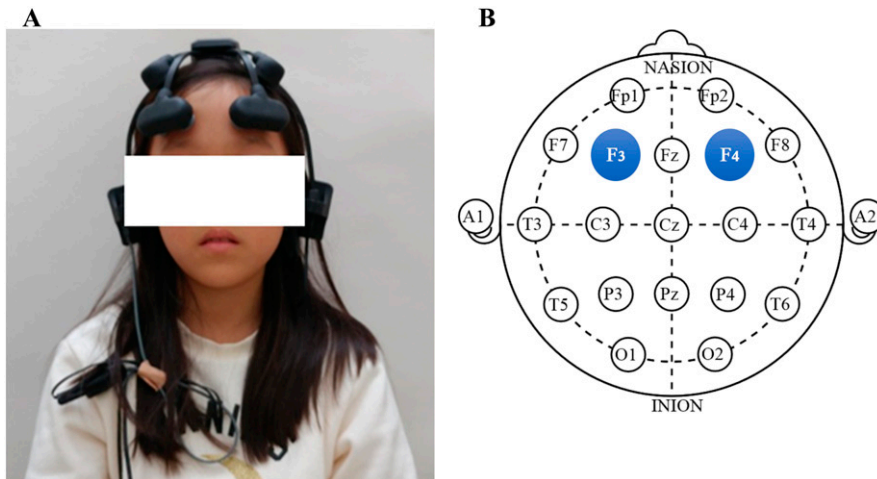 A
B
NASION
Fp1 Fp2
F7 F3 Fz F4 F8
A1 T3 C3 Cz C4 T4 A2
T5 P3 Pz P4 T6
O1 O2
INION